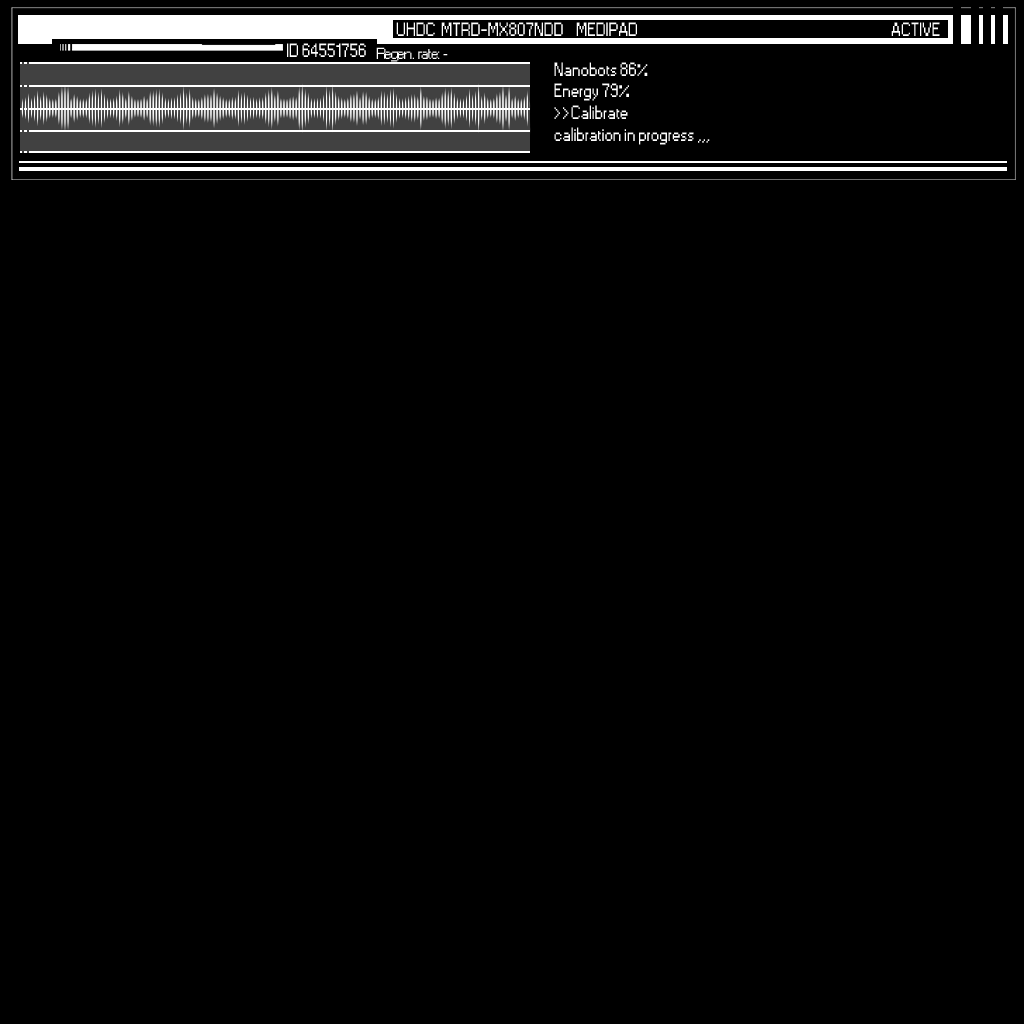 UHDC MTRD-MX807NDD MEDIPAD ACTIVE
ID 64551756 Regen. rate: -
Nanobots 86%
Energy 79%
>>Calibrate
calibration in progress ,,,